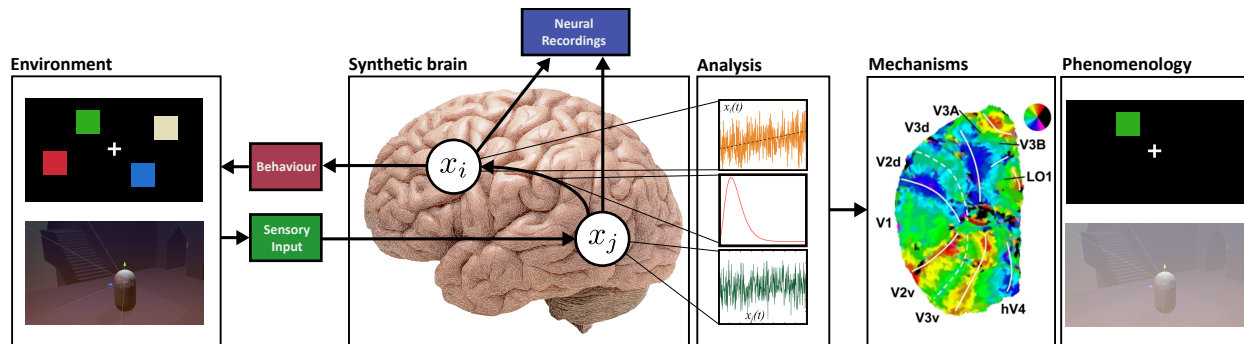 Neural
Recordings
Environment
Synthetic brain
Analysis
Mechanisms
Phenomenology
Behaviour
Sensory
Input
x_i
x_j
x_i(t)
x_j(t)
V3A
V3d
V3B
V2d
LO1
V1
V2v
hV4
V3v